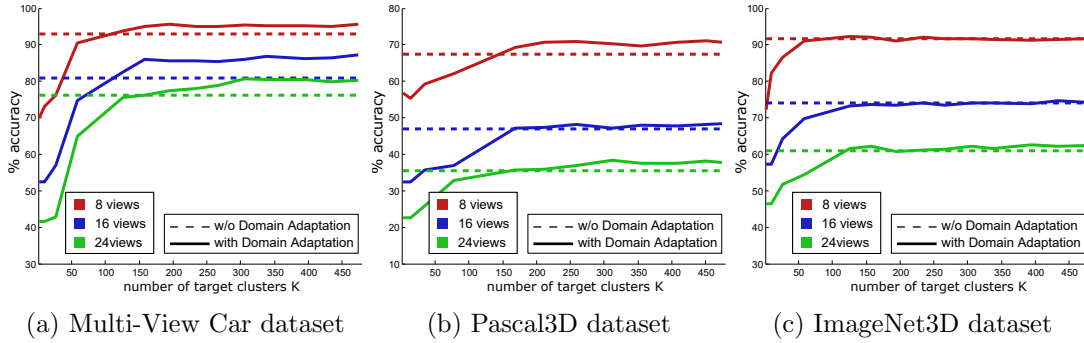 100
90
80
70
60
50
40
30
% accuracy
50 100 150 200 250 300 350 400 450
number of target clusters K
8 views
16 views
24views
w/o Domain Adaptation
with Domain Adaptation
(a) Multi-View Car dataset
80
70
60
50
40
30
20
10
% accuracy
50 100 150 200 250 300 350 400 450
number of target clusters K
8 views
16 views
24views
w/o Domain Adaptation
with Domain Adaptation
(b) Pascal3D dataset
100
90
80
70
60
50
40
30
% accuracy
50 100 150 200 250 300 350 400 450
number of target clusters K
8 views
16 views
24views
w/o Domain Adaptation
with Domain Adaptation
(c) ImageNet3D dataset